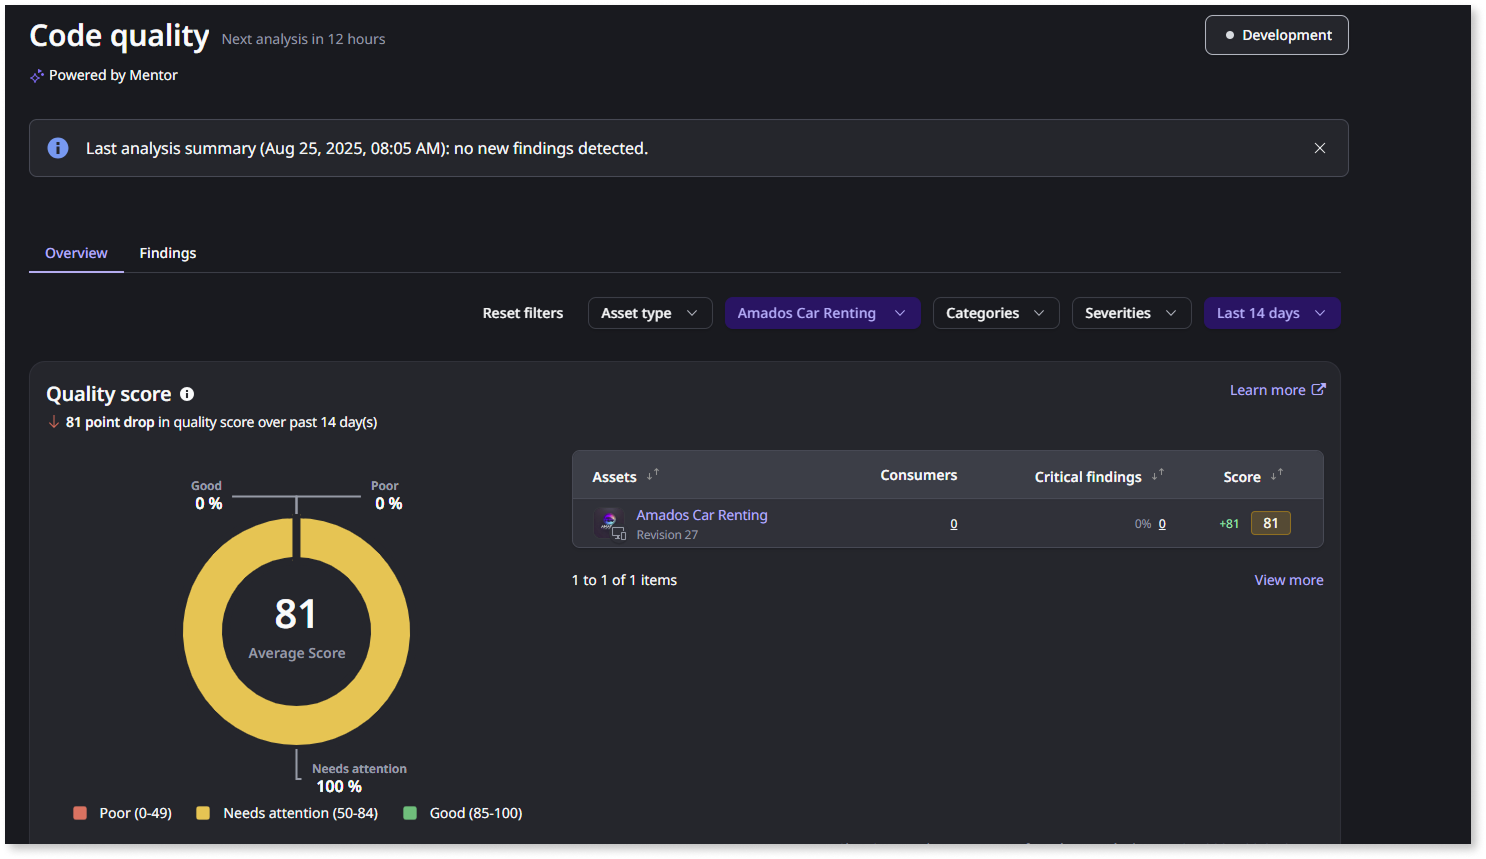 Code quality Next analysis in 12 hours
Development
Powered by Mentor
Last analysis summary (Aug 25, 2025, 08:05 AM): no new findings detected.
Overview Findings
Reset filters Asset type Amados Car Renting Categories Severities Last 14 days
Quality score
Learn more
81 point drop in quality score over past 14 day(s)
Assets Consumers Critical findings Score
Amados Car Renting
Revision 27
0 0% 0 +81 81
1 to 1 of 1 items View more
Good
0 %
Poor
0 %
81
Average Score
Needs attention
100 %
Poor (0-49) Needs attention (50-84) Good (85-100)